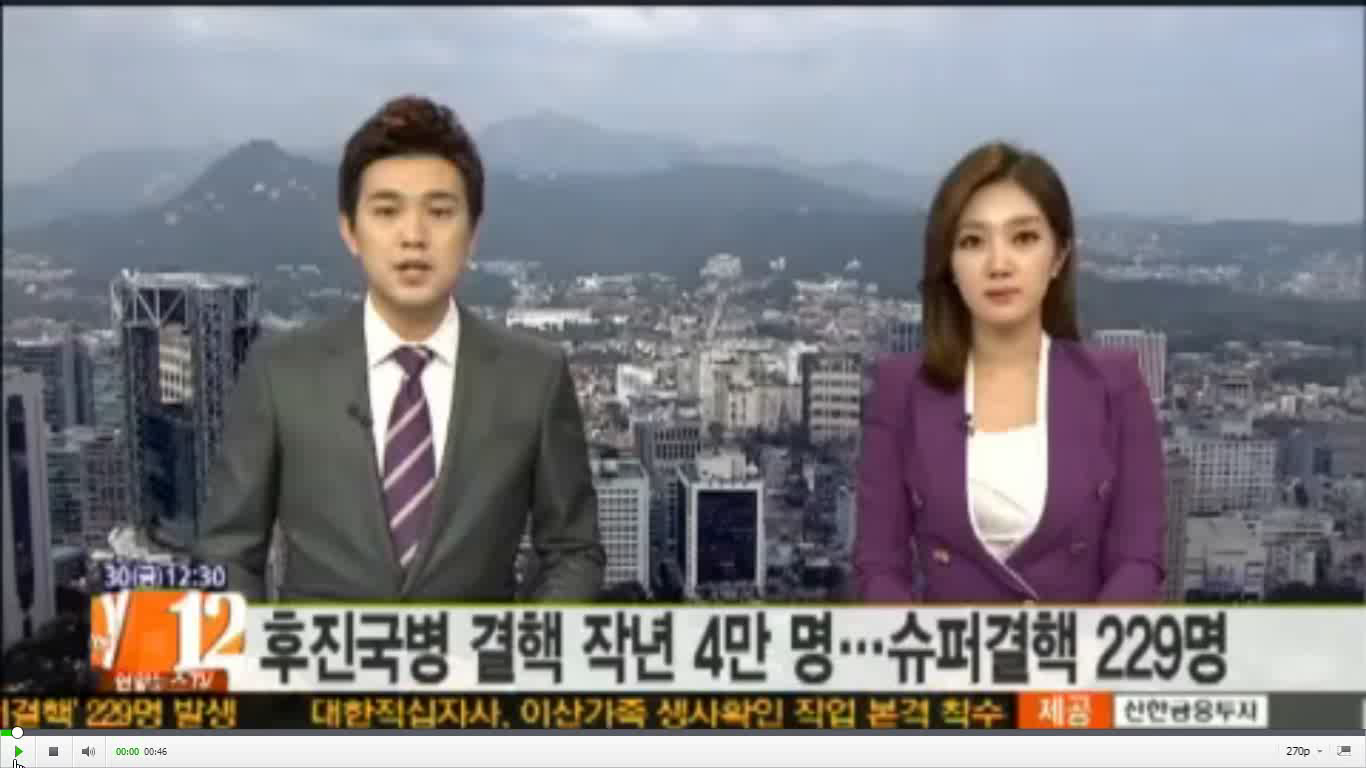 30(금)12:30
y 12
연합뉴스TV
후진국병 결핵 작년 4만 명…슈퍼결핵 229명
결핵' 229명 발생 대한적십자사, 이산가족 생사확인 직업 본격 착수 제공 신한금융투자
00:00 00:46 270p